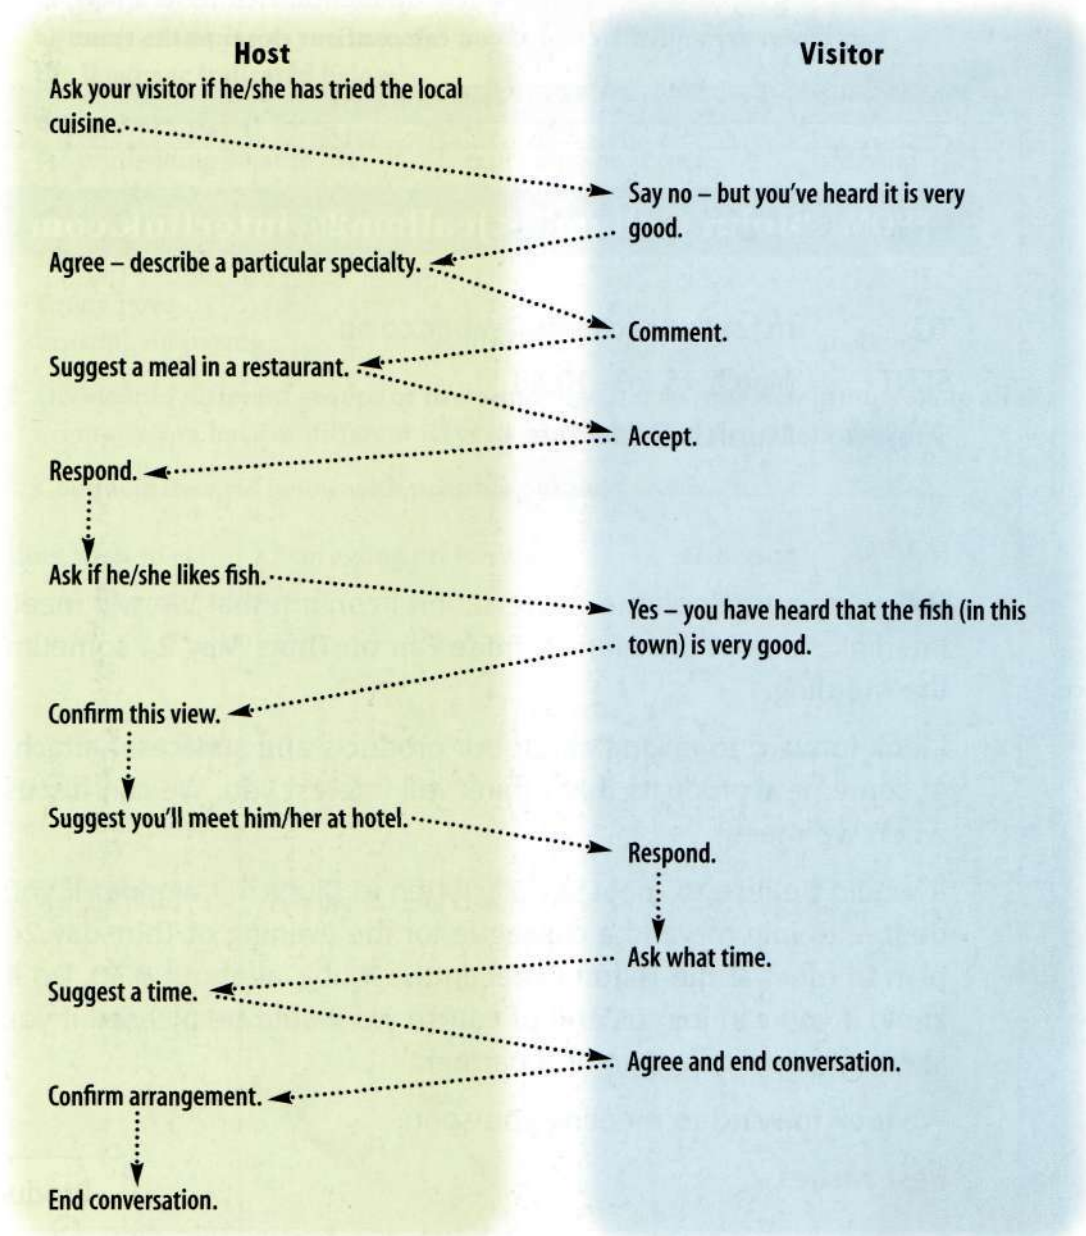 Host
Visitor
Ask your visitor if he/she has tried the local
cuisine.
Say no – but you've heard it is very
good.
Agree – describe a particular specialty.
Comment.
Suggest a meal in a restaurant.
Accept.
Respond.
Ask if he/she likes fish.
Yes – you have heard that the fish (in this
town) is very good.
Confirm this view.
Suggest you'll meet him/her at hotel.
Respond.
Ask what time.
Suggest a time.
Agree and end conversation.
Confirm arrangement.
End conversation.